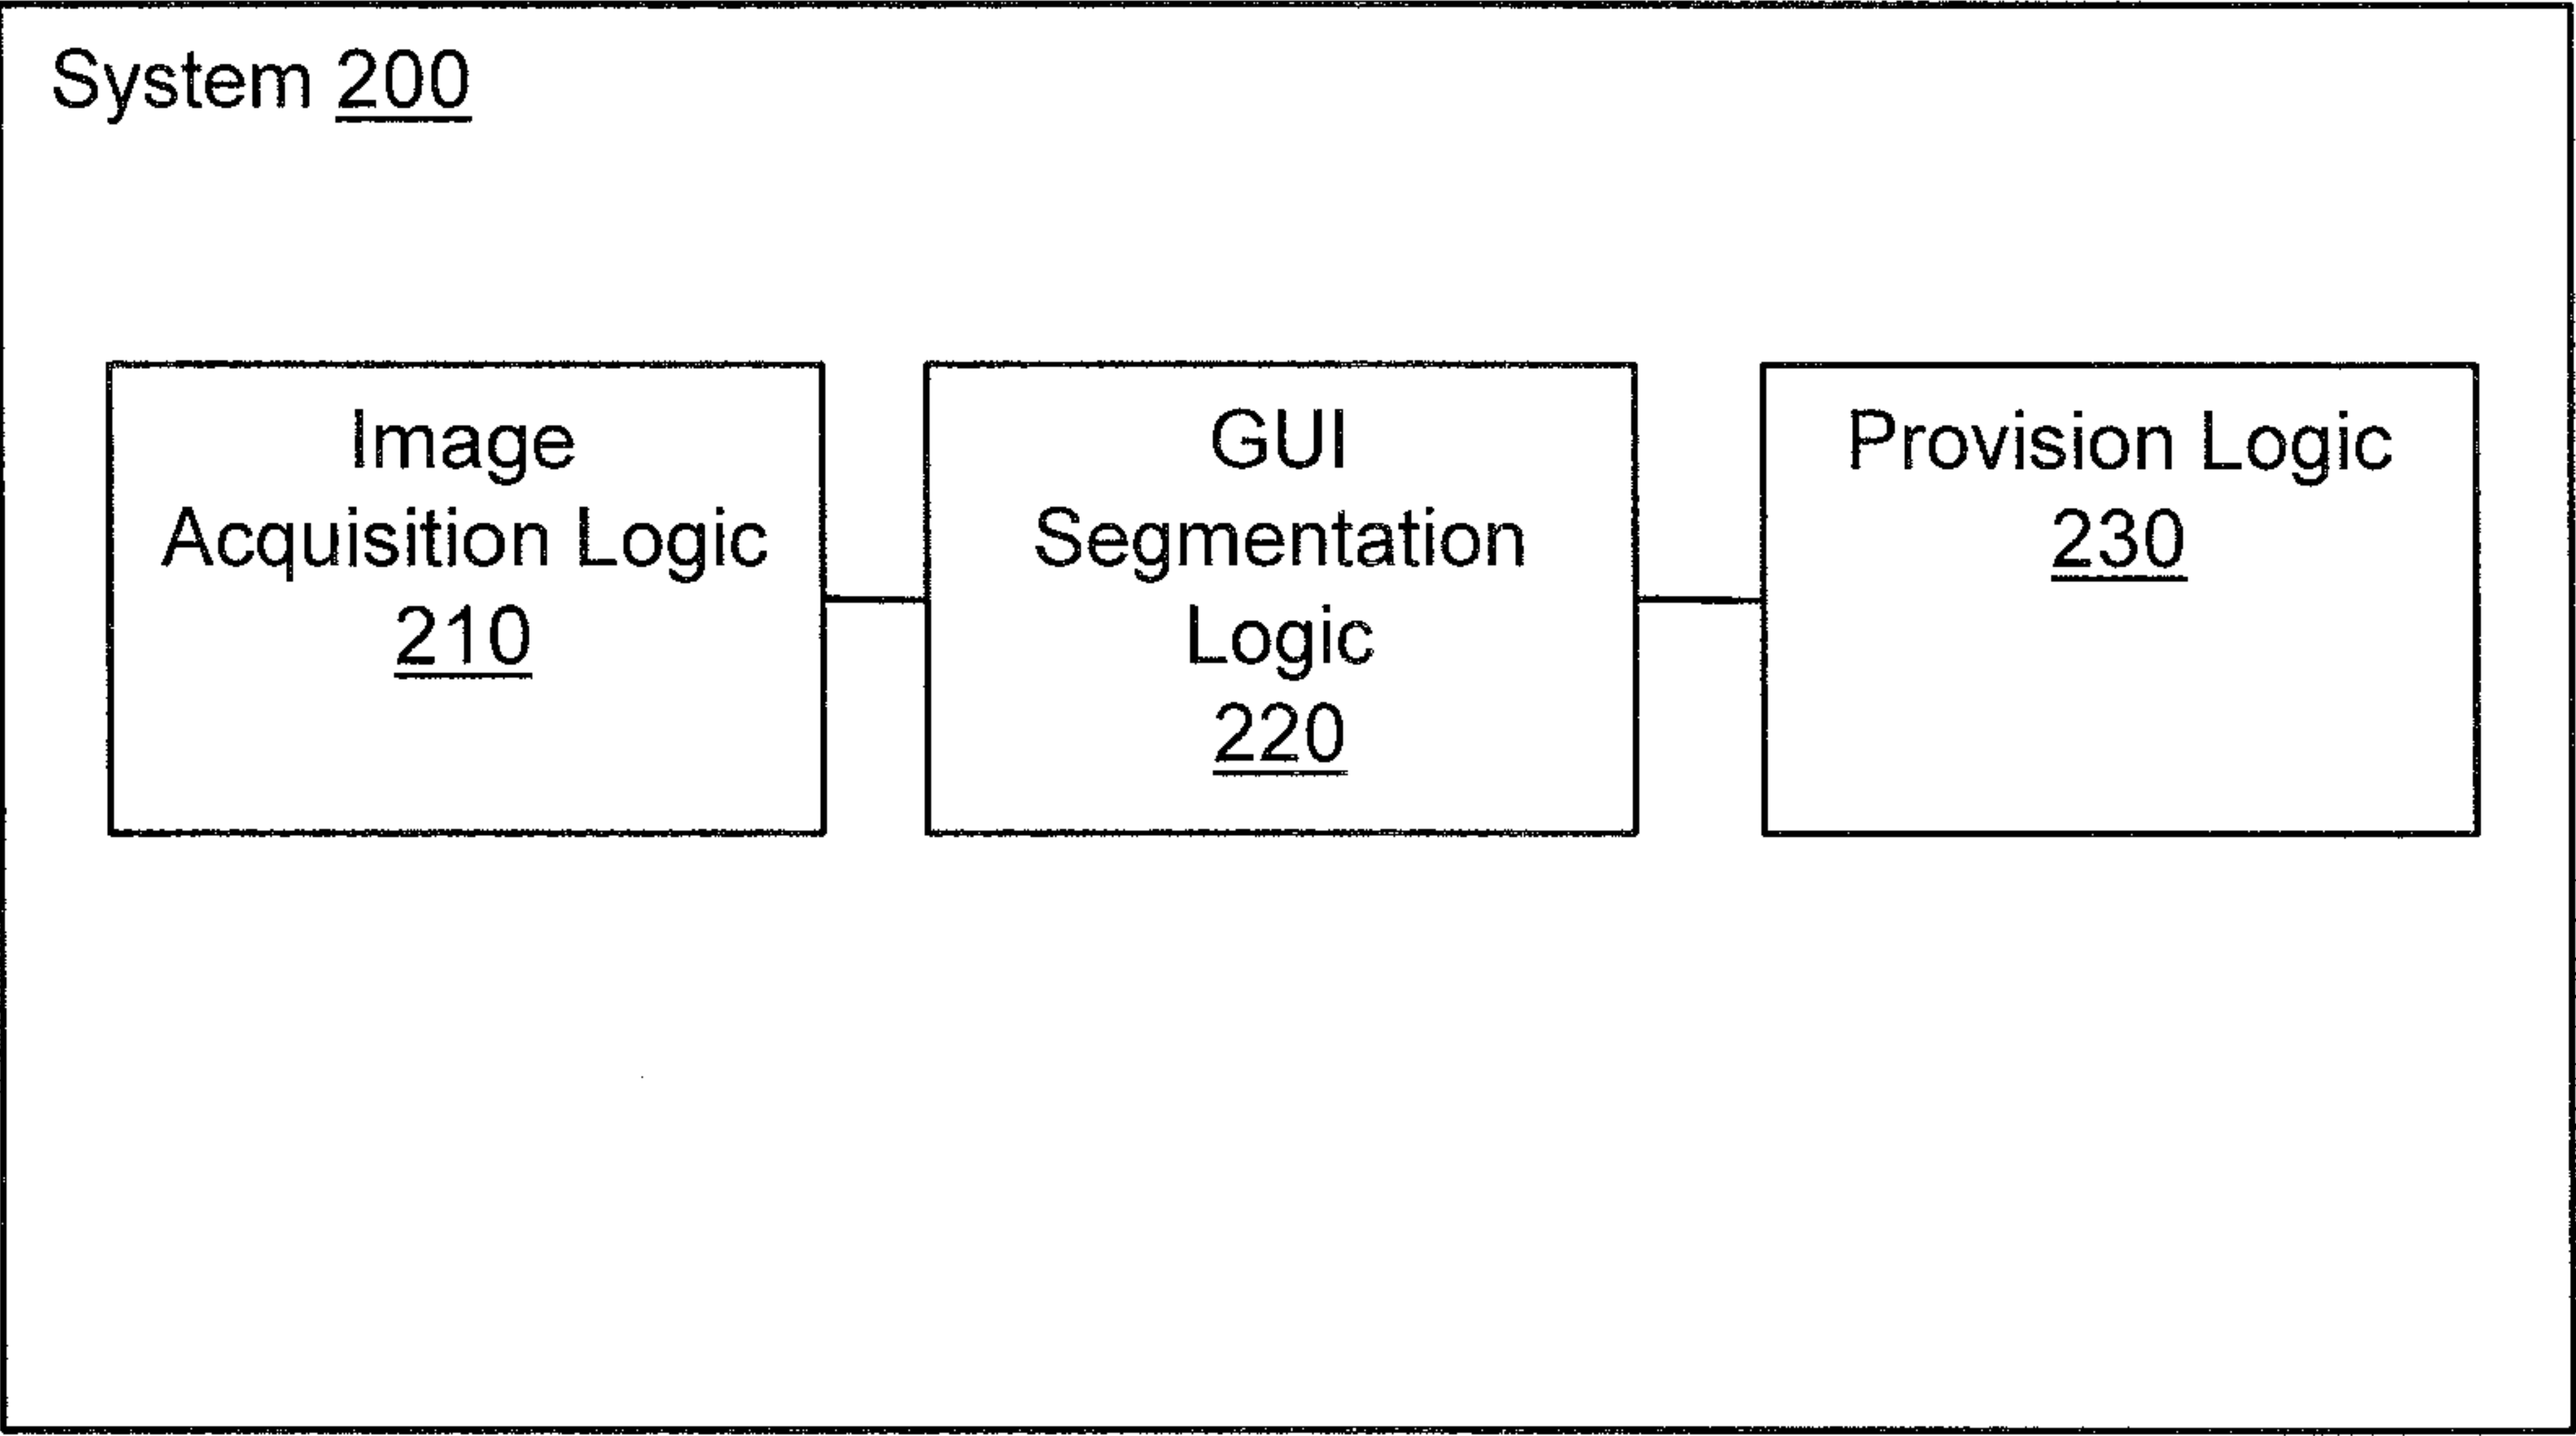 System 200
Image
Acquisition Logic
210
GUI
Segmentation
Logic
220
Provision Logic
230